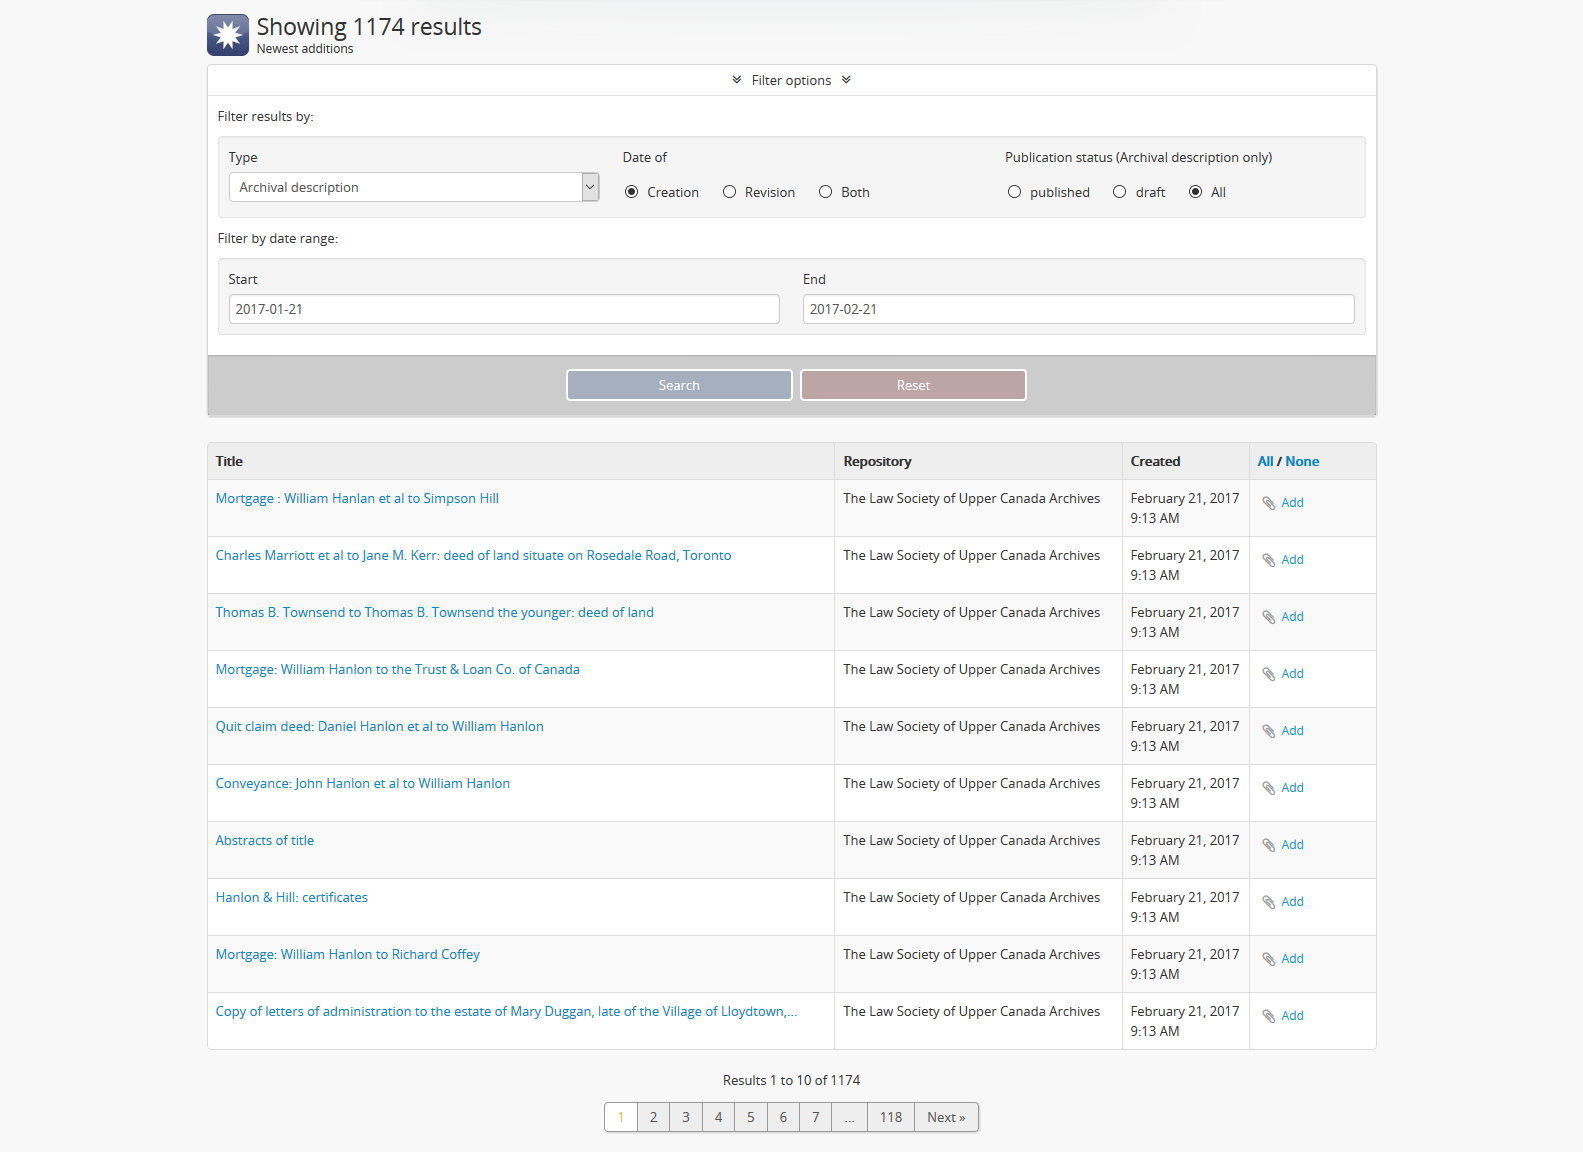 Showing 1174 results
Newest additions
Filter options
Filter results by:
Type
Date of
Publication status (Archival description only)
Archival description
Creation
Revision
Both
published
draft
All
Filter by date range:
Start
End
2017-01-21
2017-02-21
Search
Reset
Title Repository Created All / None
Mortgage : William Hanlan et al to Simpson Hill The Law Society of Upper Canada Archives February 21, 2017 Add
9:13 AM
Charles Marriott et al to Jane M. Kerr: deed of land situate on Rosedale Road, Toronto The Law Society of Upper Canada Archives February 21, 2017 Add
9:13 AM
Thomas B. Townsend to Thomas B. Townsend the younger: deed of land The Law Society of Upper Canada Archives February 21, 2017 Add
9:13 AM
Mortgage: William Hanlon to the Trust & Loan Co. of Canada The Law Society of Upper Canada Archives February 21, 2017 Add
9:13 AM
Quit claim deed: Daniel Hanlon et al to William Hanlon The Law Society of Upper Canada Archives February 21, 2017 Add
9:13 AM
Conveyance: John Hanlon et al to William Hanlon The Law Society of Upper Canada Archives February 21, 2017 Add
9:13 AM
Abstracts of title The Law Society of Upper Canada Archives February 21, 2017 Add
9:13 AM
Hanlon & Hill: certificates The Law Society of Upper Canada Archives February 21, 2017 Add
9:13 AM
Mortgage: William Hanlon to Richard Coffey The Law Society of Upper Canada Archives February 21, 2017 Add
9:13 AM
Copy of letters of administration to the estate of Mary Duggan, late of the Village of Lloydtown,... The Law Society of Upper Canada Archives February 21, 2017 Add
9:13 AM
Results 1 to 10 of 1174
1 2 3 4 5 6 7 ... 118 Next »